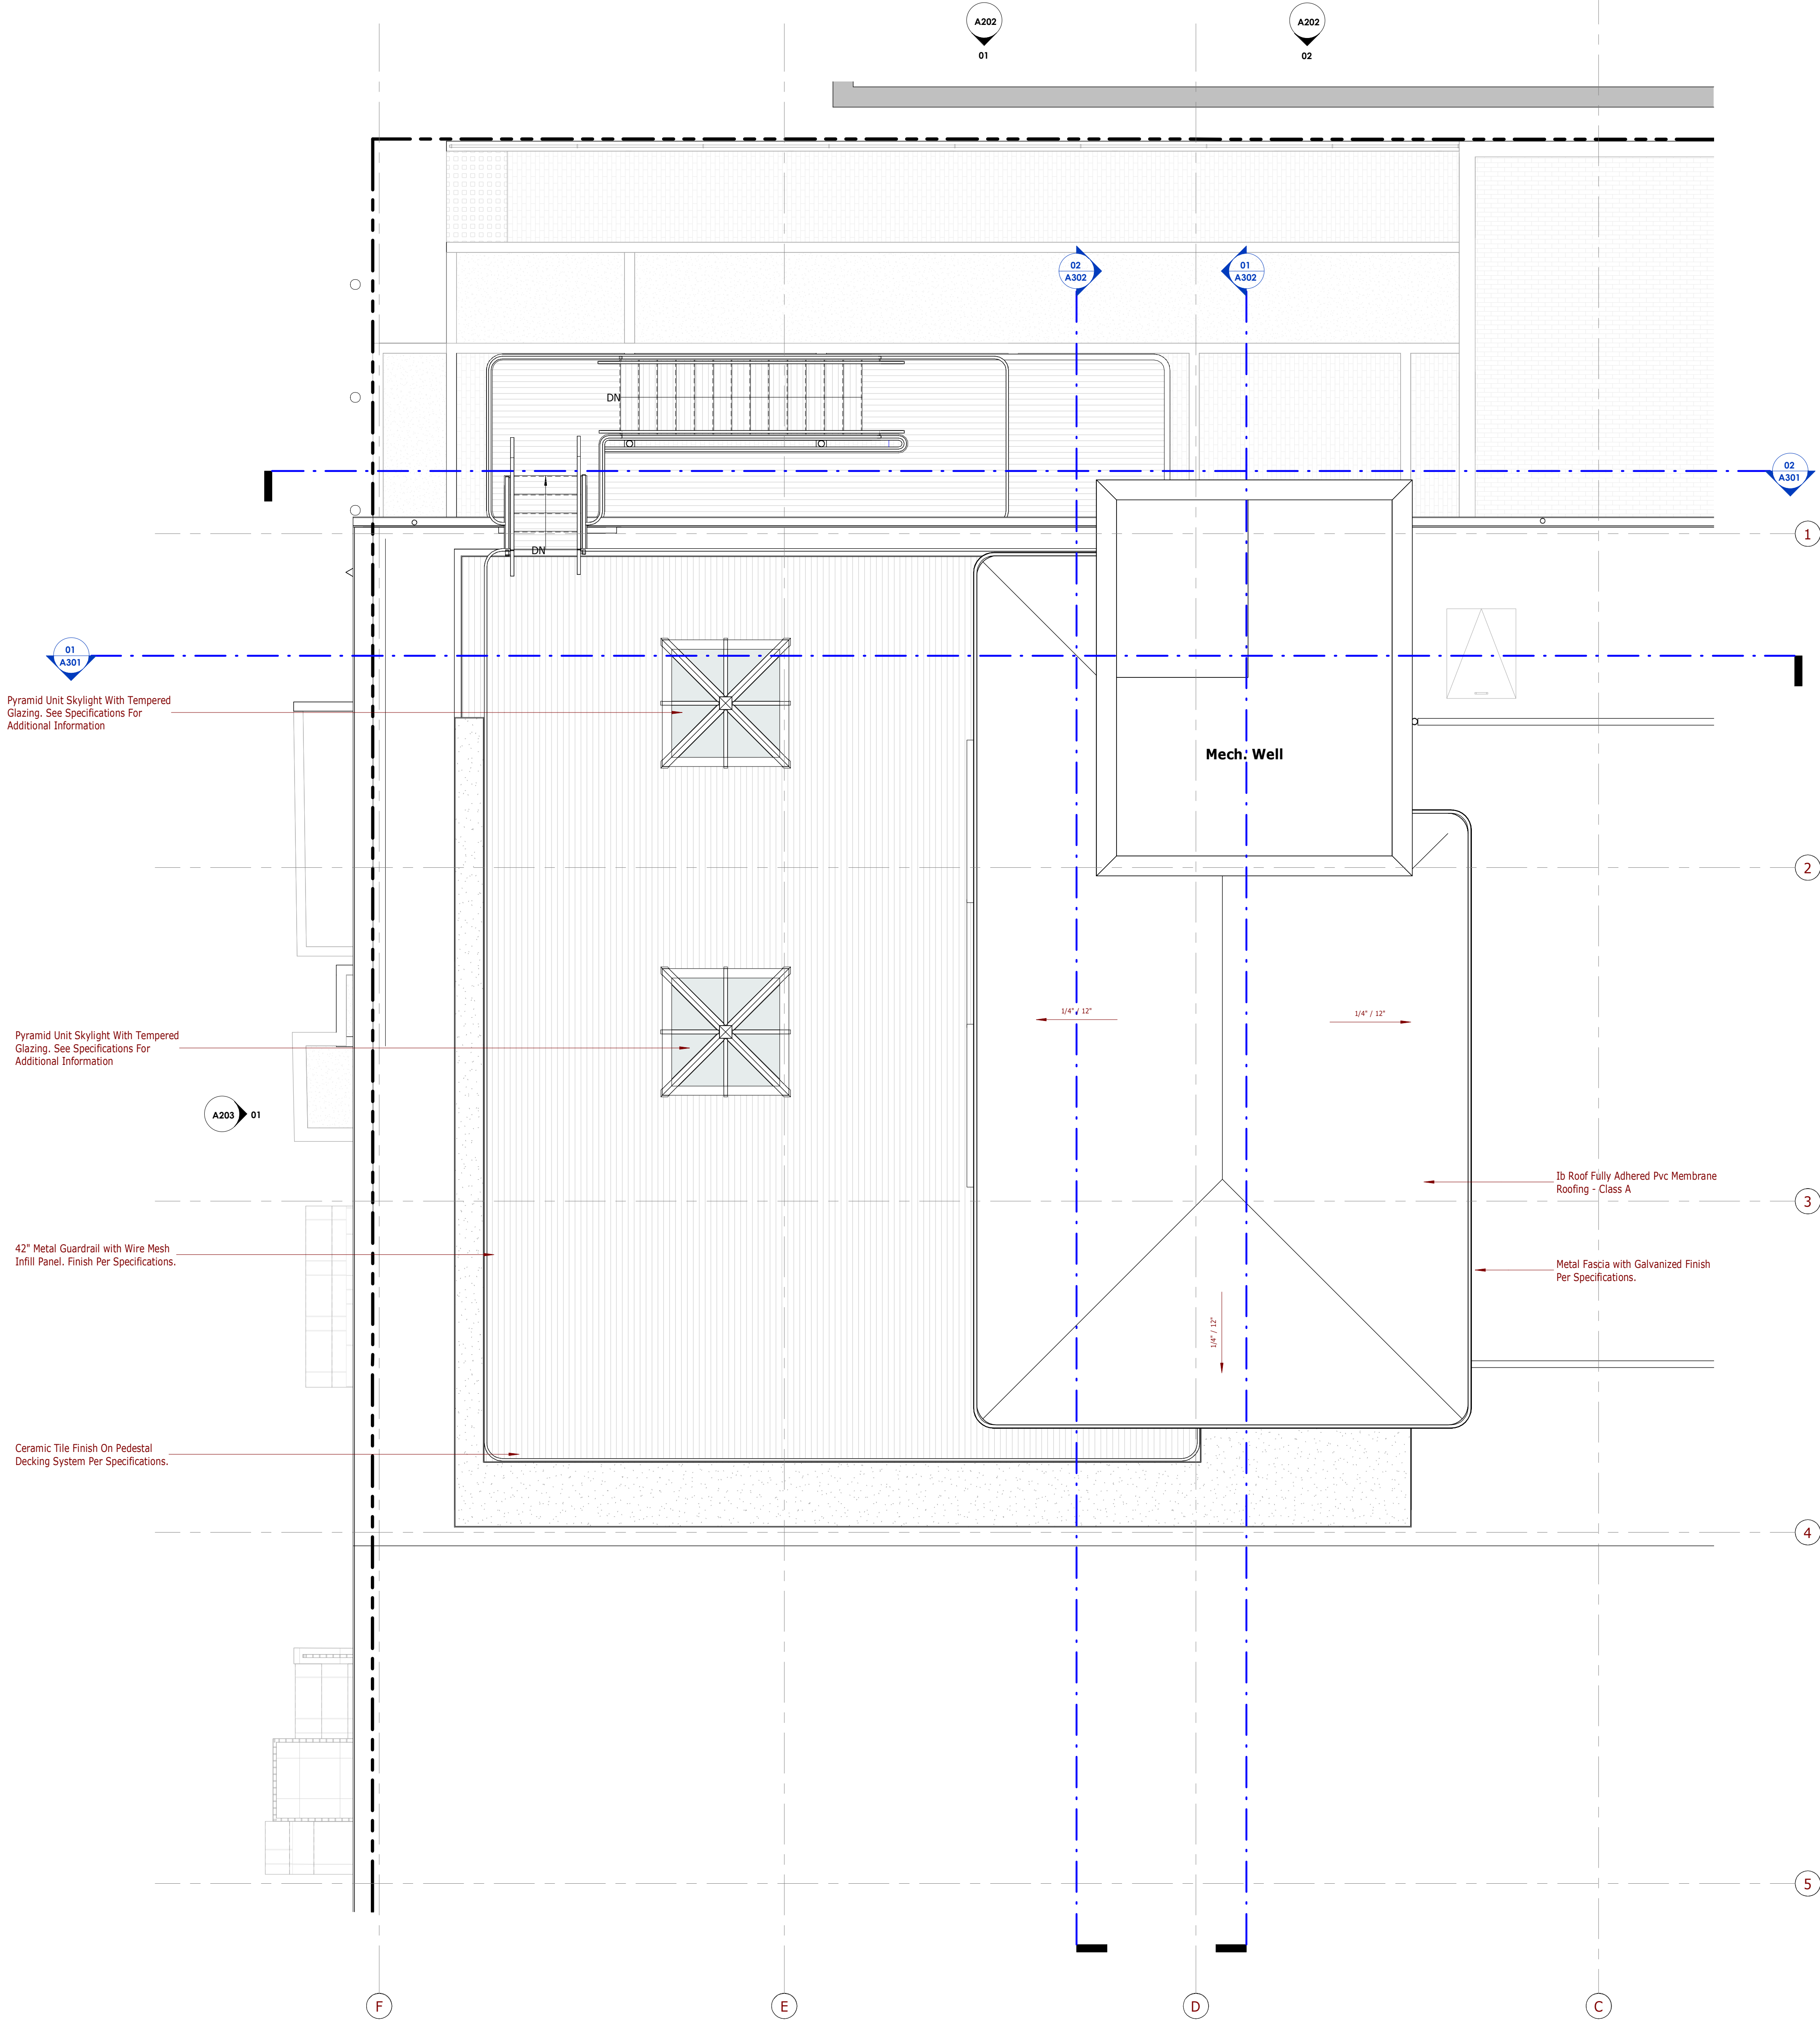 A202
01
A202
02
02
A302
01
A302
DN
02
A301
1
DN
01
A301
Pyramid Unit Skylight With Tempered
Glazing. See Specifications For
Additional Information
Mech. Well
2
1/4" / 12"
1/4" / 12"
Pyramid Unit Skylight With Tempered
Glazing. See Specifications For
Additional Information
A203
01
Ib Roof Fully Adhered Pvc Membrane
Roofing - Class A
3
42" Metal Guardrail with Wire Mesh
Infill Panel. Finish Per Specifications.
Metal Fascia with Galvanized Finish
Per Specifications.
1/4" / 12"
Ceramic Tile Finish On Pedestal
Decking System Per Specifications.
4
5
F
E
D
C